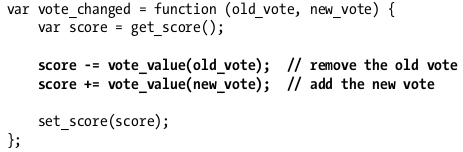 var vote_changed = function (old_vote, new_vote) {
    var score = get_score();

    score -= vote_value(old_vote);  // remove the old vote
    score += vote_value(new_vote);  // add the new vote

    set_score(score);
};